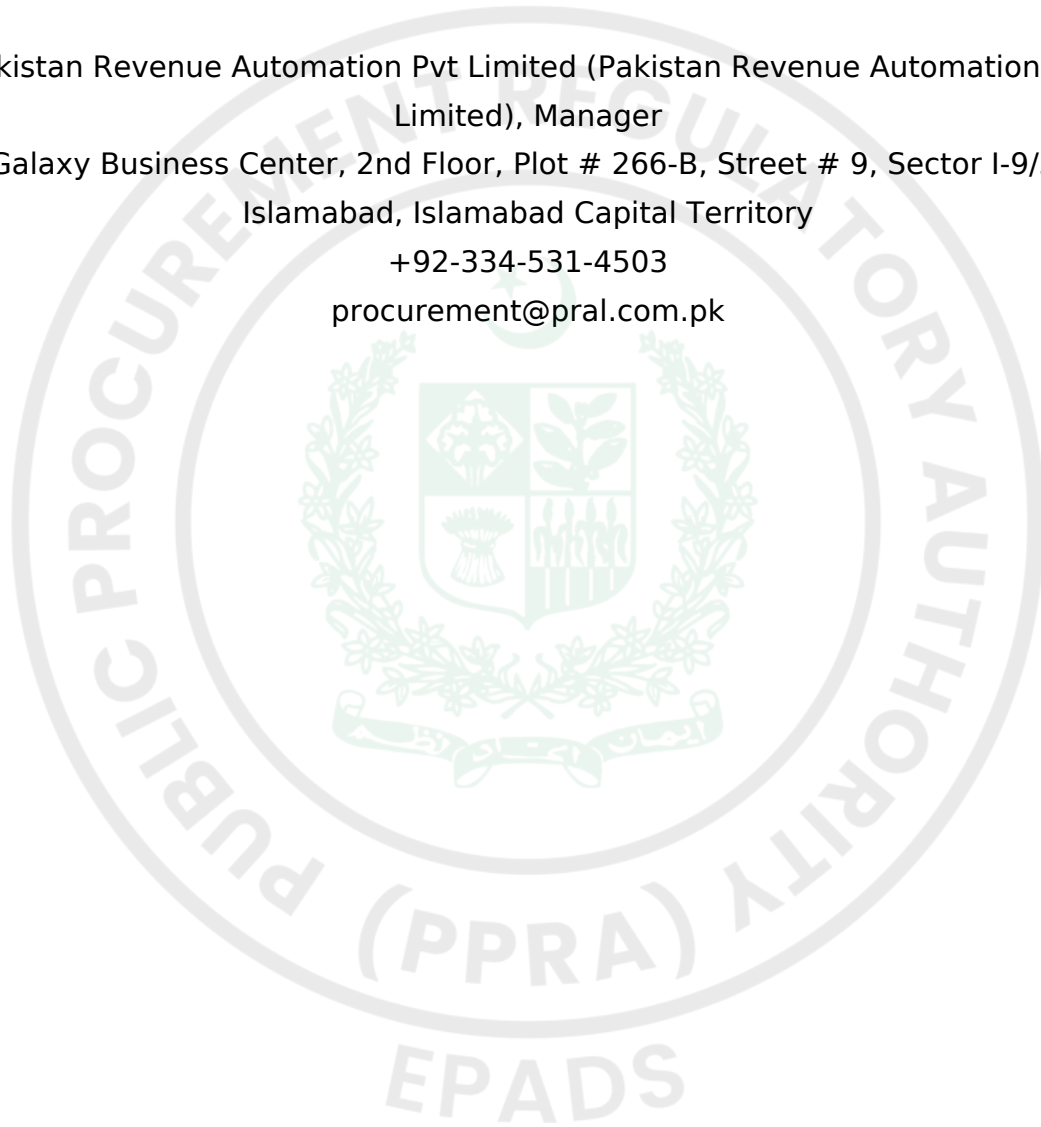 kistan Revenue Automation Pvt Limited (Pakistan Revenue Automation
Limited), Manager
Galaxy Business Center, 2nd Floor, Plot # 266-B, Street # 9, Sector I-9/
Islamabad, Islamabad Capital Territory
+92-334-531-4503
procurement@pral.com.pk
PUBLIC PROCUREMENT REGULATORY AUTHORITY
(PPRA)
EPADS